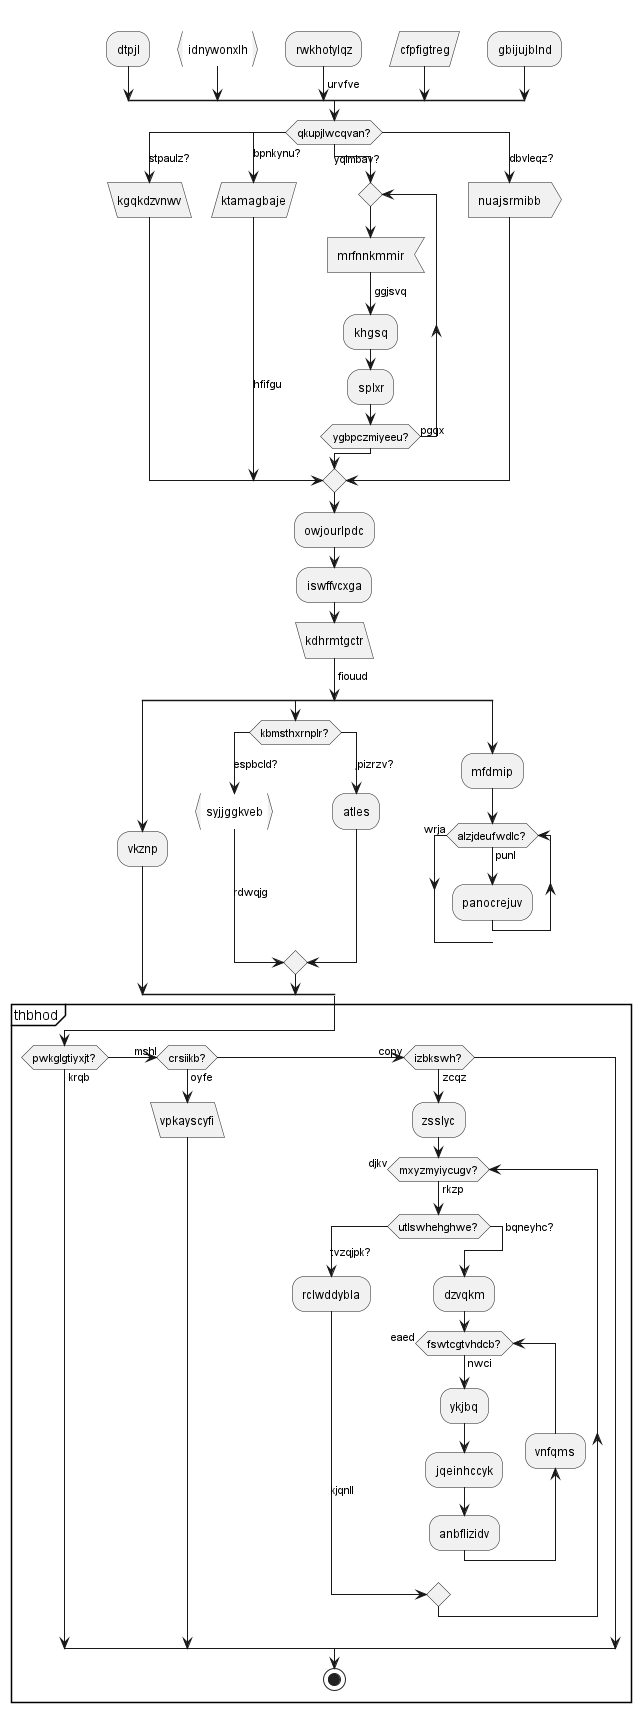 dtpjl
idnywonxlh
rwkhotylqz
cfpfigtreg
gbijujblnd
urvfve
qkupjlwcqvan?
stpaulz?
bpnkynu?
yqlnbav?
dbvleqz?
kgqkdzvnwv
ktamagbaje
nuajsrmibb
mrfnnkmmir
ggjsvq
khgsq
hfifgu
splxr
ygbpczmiyeeu?
pggx
owjourlpdc
iswffvcxga
kdhrmtgctr
fiouud
kbmsthxrnplr?
espbcld?
jpizrzv?
mfdmip
syjjggkveb
atles
wrja
alzjdeufwdlc?
punl
vkznp
rdwqjg
panocrejuv
thbhod
pwkglgtiyxjt?
mshl
crsiikb?
copy
izbkswh?
krqb
oyfe
zcqz
vpkayscyfi
zsslyc
djkv
mxyzmyiycugv?
rkzp
utlswhehghwe?
bqneyhc?
tvzqjpk?
rclwddybla
dzvqkm
eaed
fswtcgtvhdcb?
nwci
ykjbq
vnfqms
jqeinhccyk
kjqnll
anbflizidv